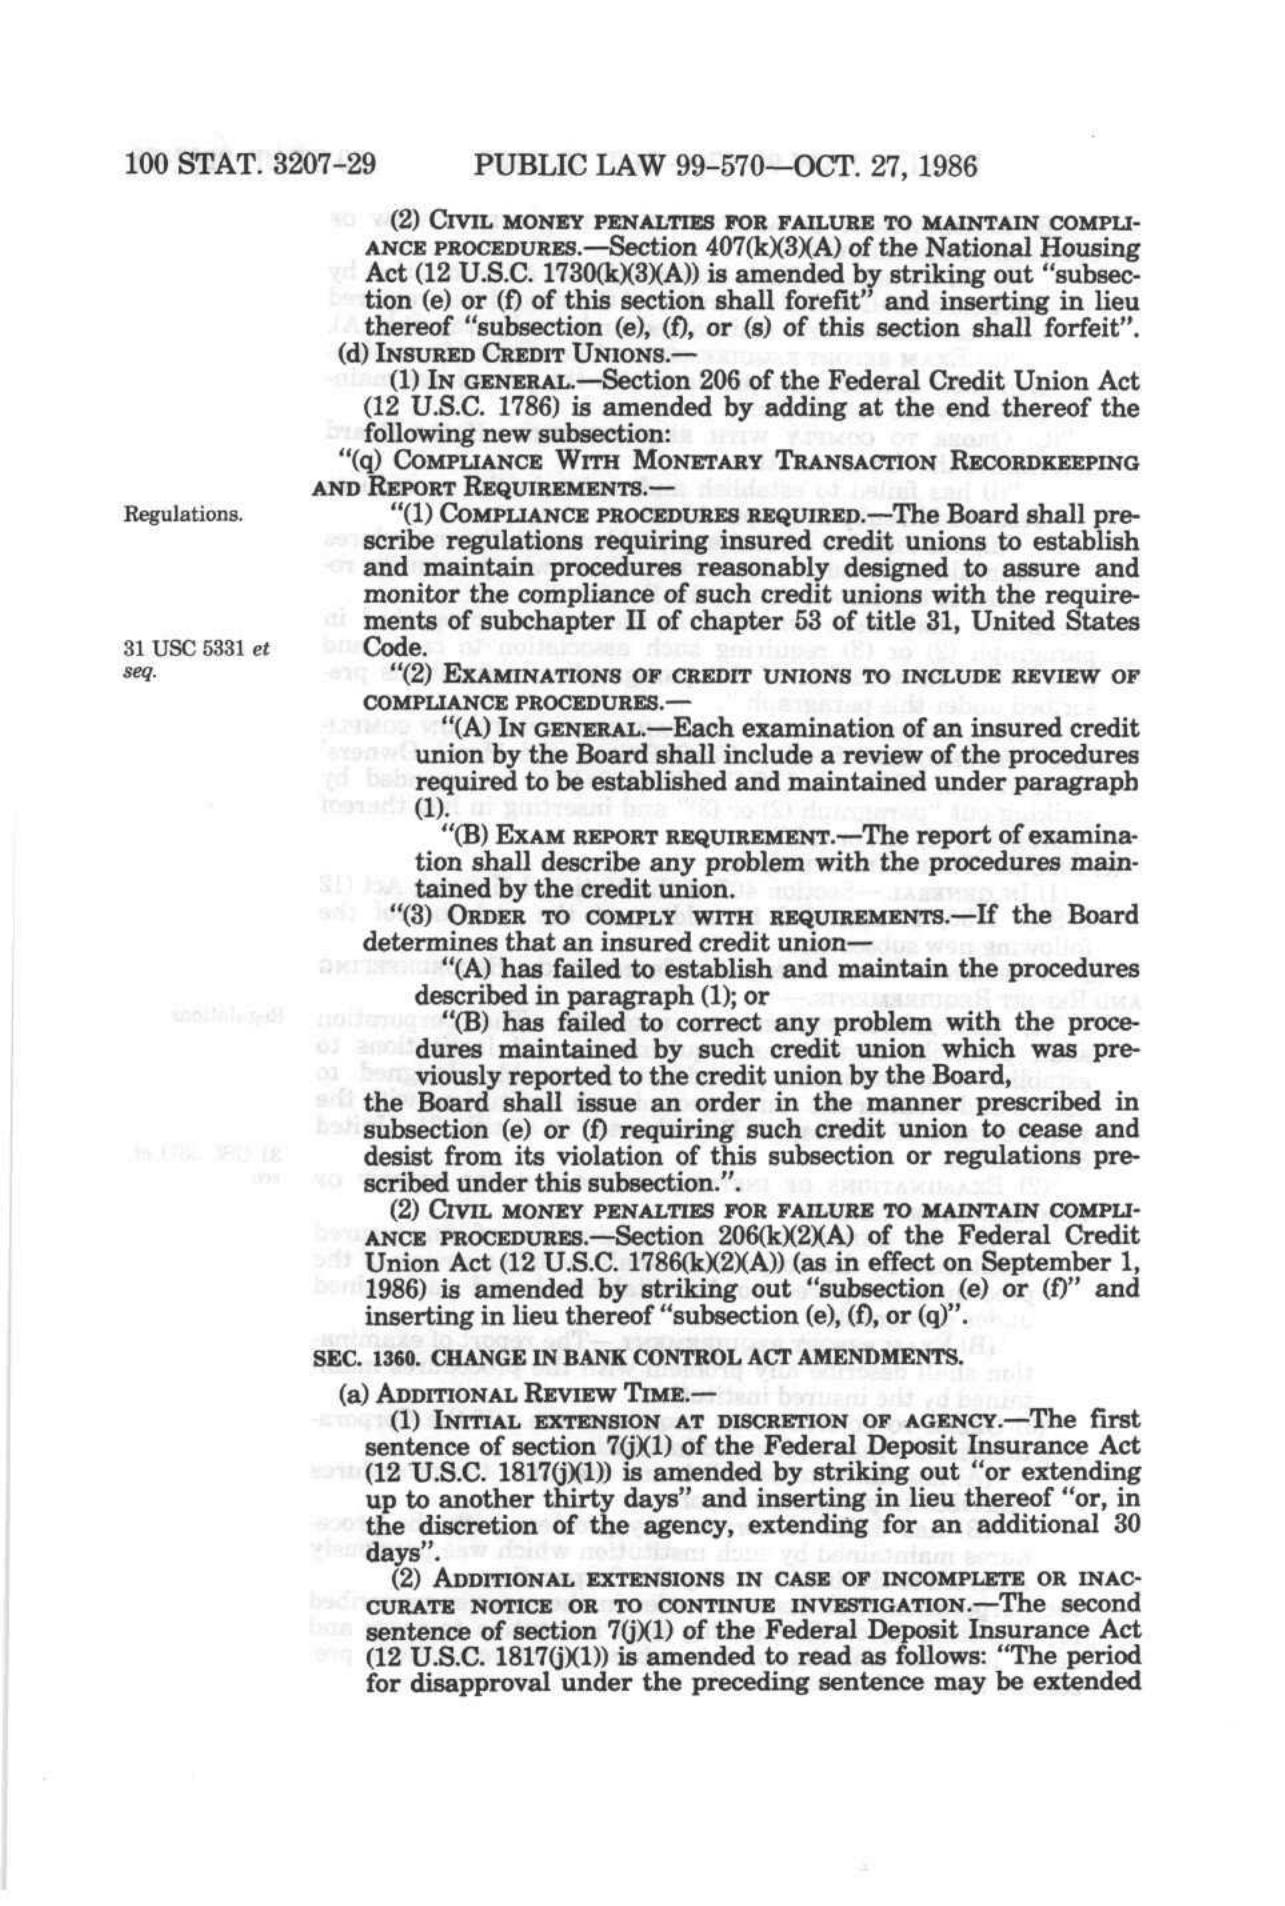 100 STAT. 3207–29 PUBLIC LAW 99–570—OCT. 27, 1986
(2) CIVIL MONEY PENALTIES FOR FAILURE TO MAINTAIN COMPLI-
ANCE PROCEDURES.—Section 407(k)(3)(A) of the National Housing
Act (12 U.S.C. 1730(k)(3)(A)) is amended by striking out “subsec-
tion (e) or (f) of this section shall forefit” and inserting in lieu
thereof “subsection (e), (f), or (s) of this section shall forfeit”.
(d) INSURED CREDIT UNIONS.—
(1) IN GENERAL.—Section 206 of the Federal Credit Union Act
(12 U.S.C. 1786) is amended by adding at the end thereof the
following new subsection:
“(q) COMPLIANCE WITH MONETARY TRANSACTION RECORDKEEPING
AND REPORT REQUIREMENTS.—
Regulations.
“(1) COMPLIANCE PROCEDURES REQUIRED.—The Board shall pre-
scribe regulations requiring insured credit unions to establish
and maintain procedures reasonably designed to assure and
monitor the compliance of such credit unions with the require-
ments of subchapter II of chapter 53 of title 31, United States
31 USC 5331 et
seq.
Code.
“(2) EXAMINATIONS OF CREDIT UNIONS TO INCLUDE REVIEW OF
COMPLIANCE PROCEDURES.—
“(A) IN GENERAL.—Each examination of an insured credit
union by the Board shall include a review of the procedures
required to be established and maintained under paragraph
(1).
“(B) EXAM REPORT REQUIREMENT.—The report of examina-
tion shall describe any problem with the procedures main-
tained by the credit union.
“(3) ORDER TO COMPLY WITH REQUIREMENTS.—If the Board
determines that an insured credit union—
“(A) has failed to establish and maintain the procedures
described in paragraph (1); or
“(B) has failed to correct any problem with the proce-
dures maintained by such credit union which was pre-
viously reported to the credit union by the Board,
the Board shall issue an order in the manner prescribed in
subsection (e) or (f) requiring such credit union to cease and
desist from its violation of this subsection or regulations pre-
scribed under this subsection.”.
(2) CIVIL MONEY PENALTIES FOR FAILURE TO MAINTAIN COMPLI-
ANCE PROCEDURES.—Section 206(k)(2)(A) of the Federal Credit
Union Act (12 U.S.C. 1786(k)(2)(A)) (as in effect on September 1,
1986) is amended by striking out “subsection (e) or (f)” and
inserting in lieu thereof “subsection (e), (f), or (q)”.
SEC. 1360. CHANGE IN BANK CONTROL ACT AMENDMENTS.
(a) ADDITIONAL REVIEW TIME.—
(1) INITIAL EXTENSION AT DISCRETION OF AGENCY.—The first
sentence of section 7(j)(1) of the Federal Deposit Insurance Act
(12 U.S.C. 1817(j)(1)) is amended by striking out “or extending
up to another thirty days” and inserting in lieu thereof “or, in
the discretion of the agency, extending for an additional 30
days”.
(2) ADDITIONAL EXTENSIONS IN CASE OF INCOMPLETE OR INAC-
CURATE NOTICE OR TO CONTINUE INVESTIGATION.—The second
sentence of section 7(j)(1) of the Federal Deposit Insurance Act
(12 U.S.C. 1817(j)(1)) is amended to read as follows: “The period
for disapproval under the preceding sentence may be extended